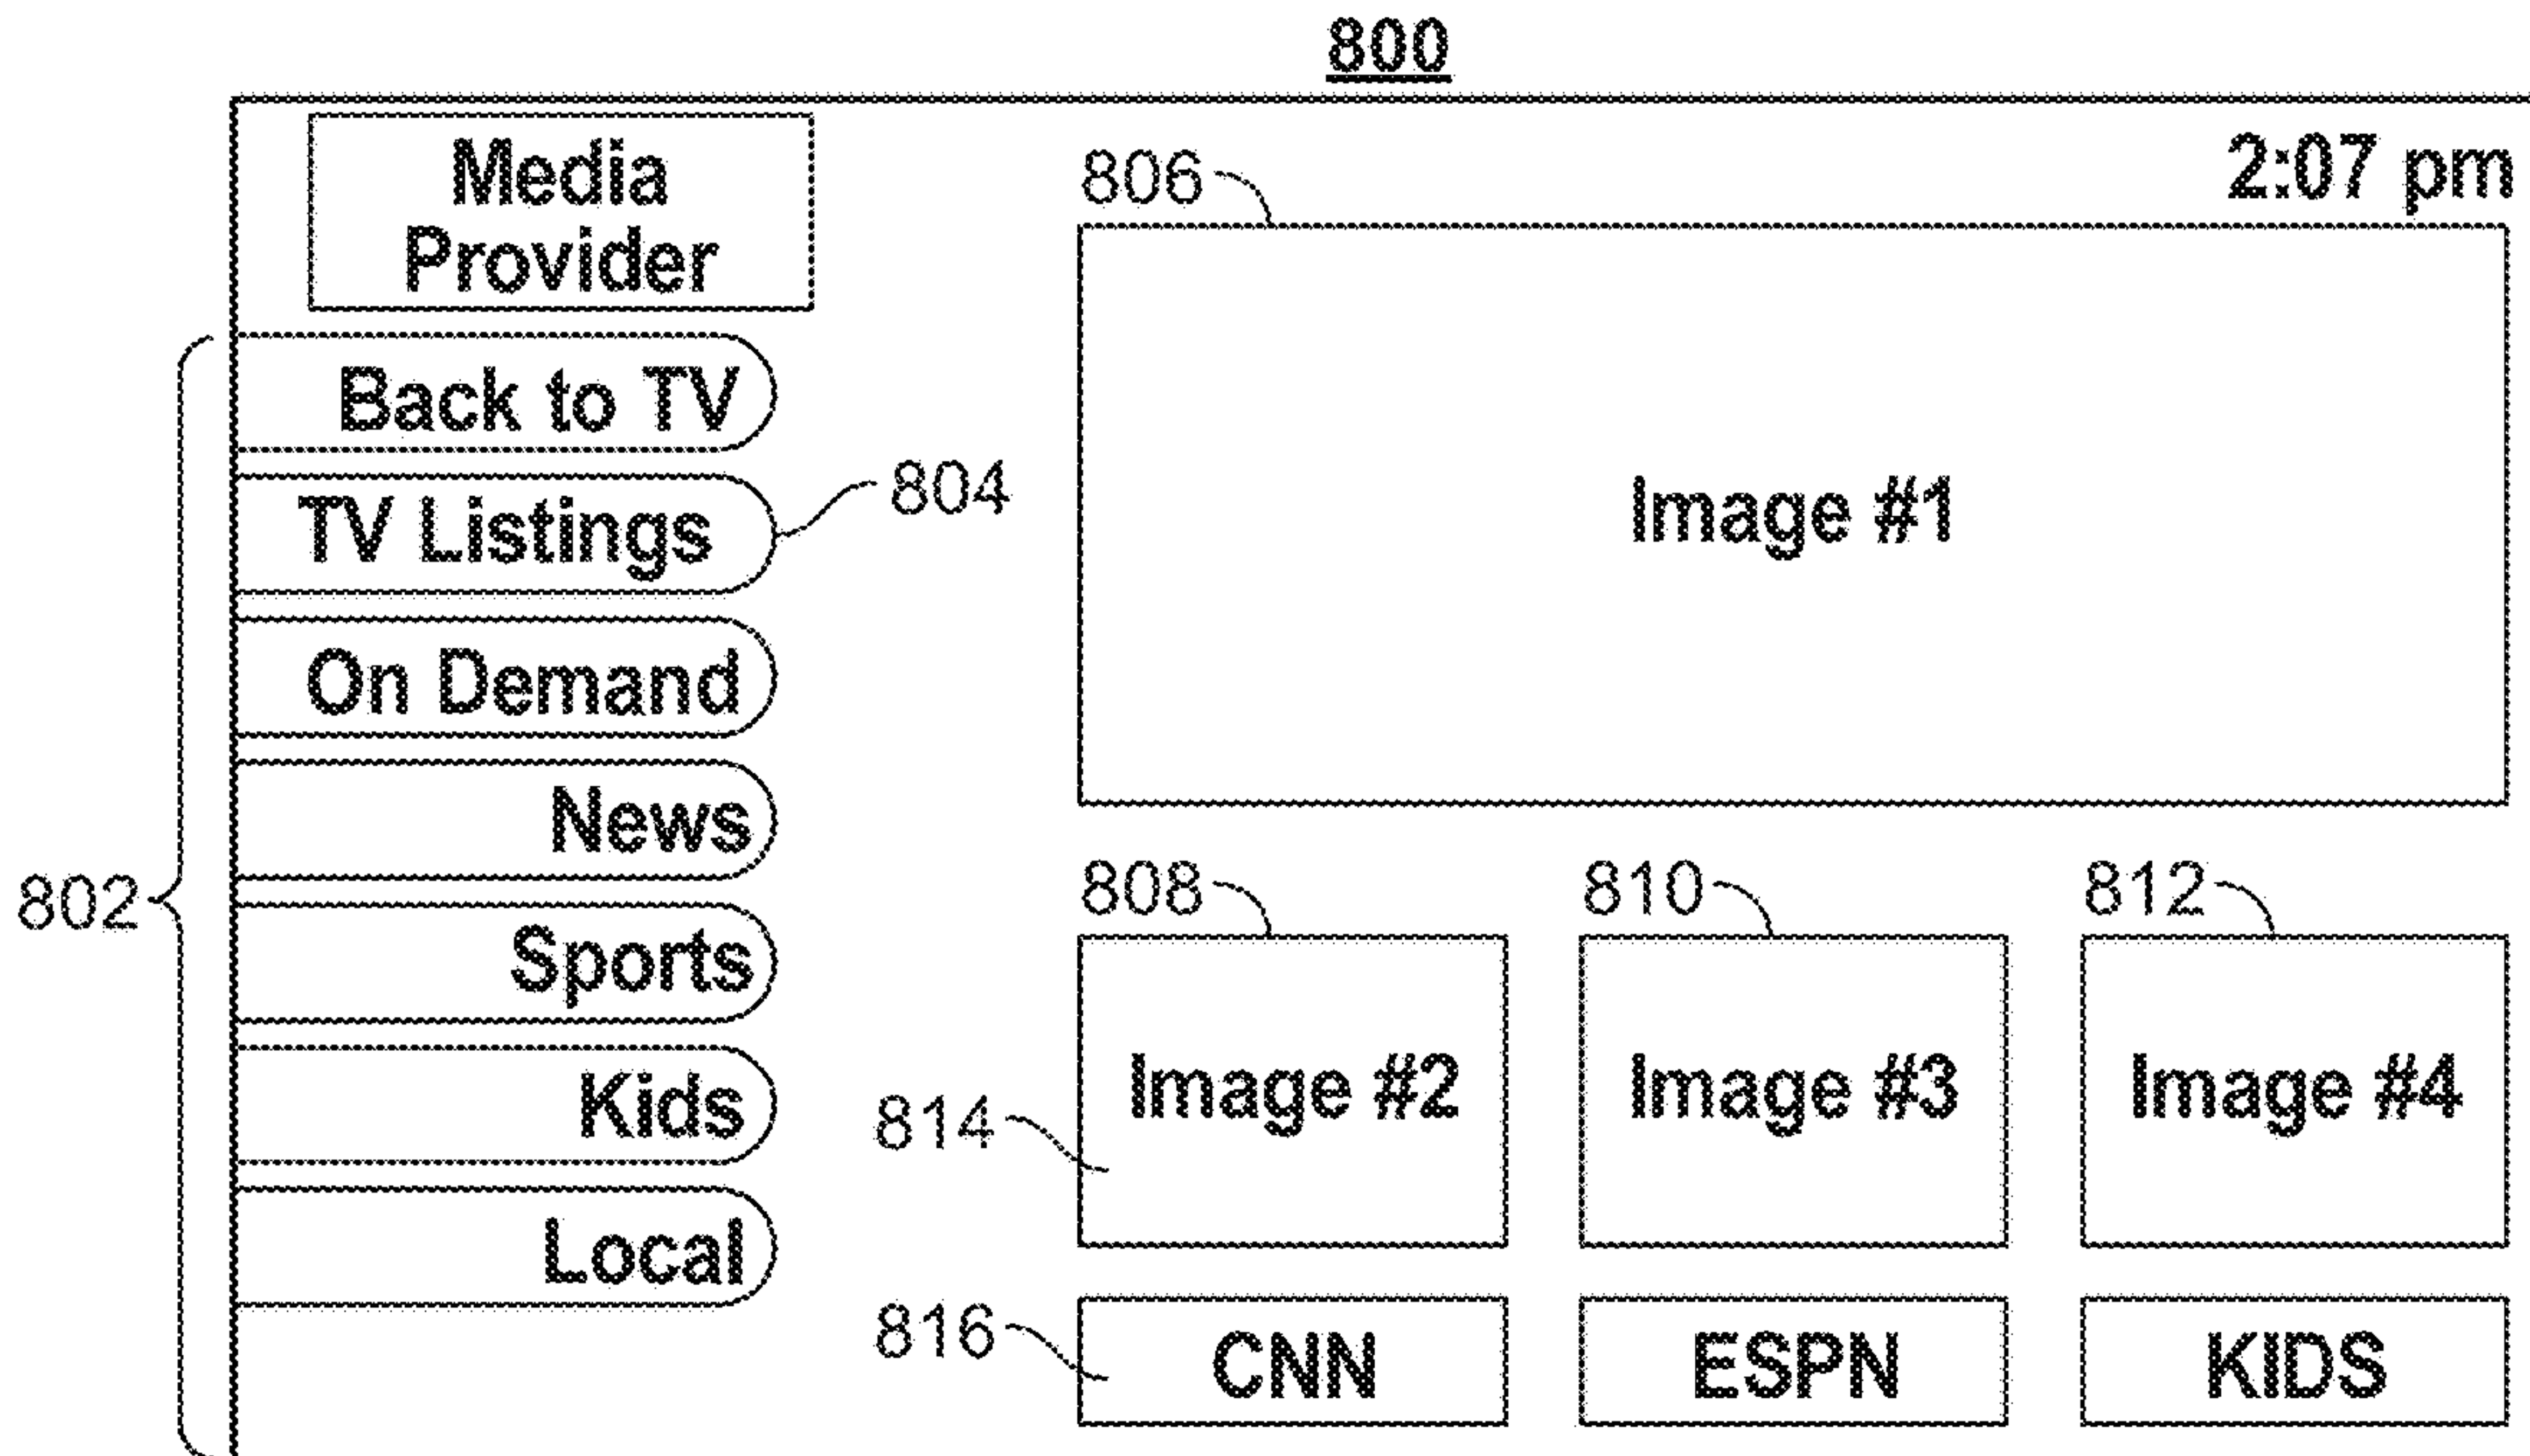 800
Media
Provider
2:07 pm
806
Back to TV
TV Listings
804
Image #1
On Demand
News
802
Sports
Kids
Local
808
810
812
Image #2
Image #3
Image #4
814
816
CNN
ESPN
KIDS